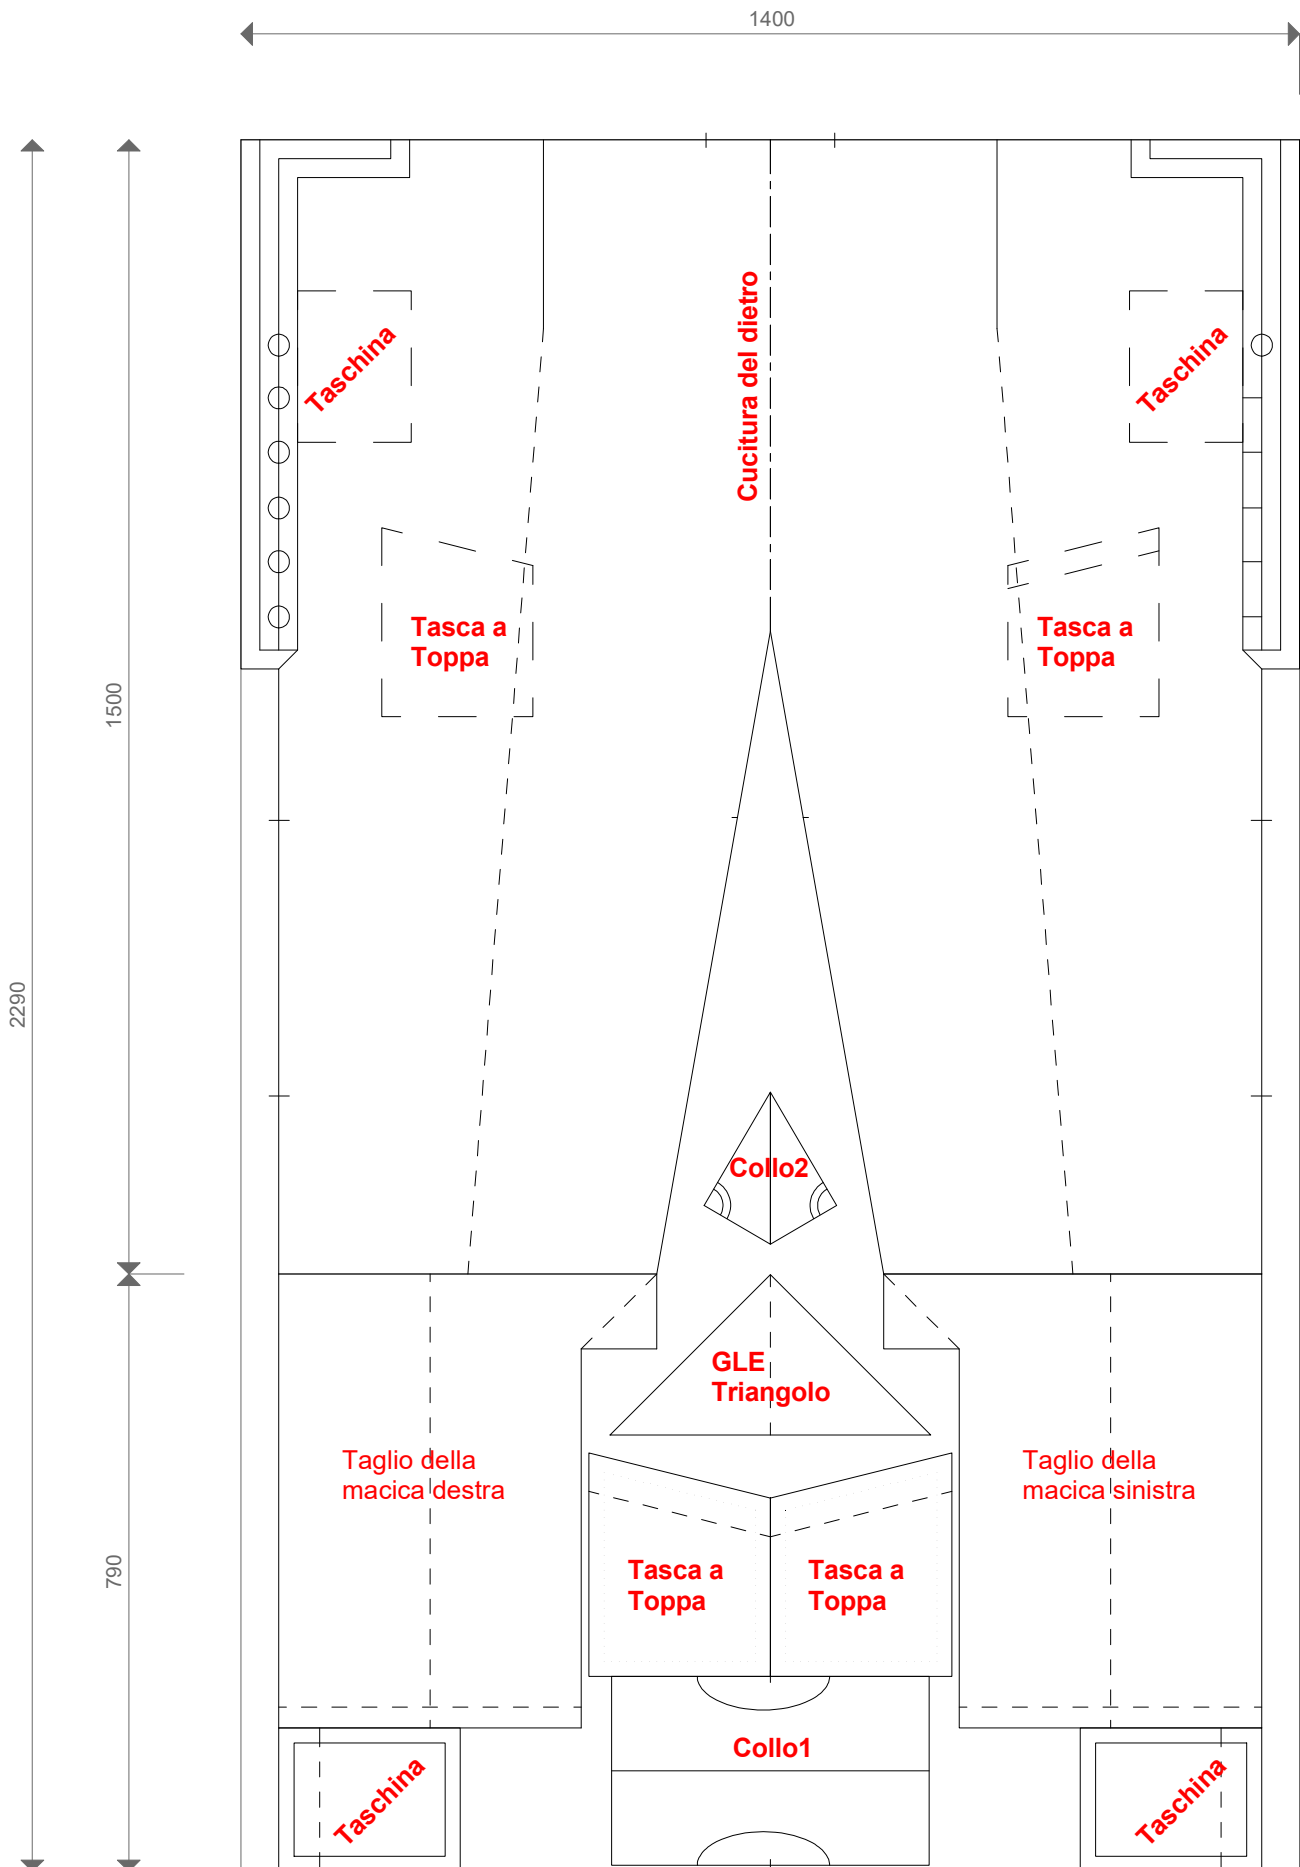 1400
Cucitura del dietro
Taschina
Taschina
Tasca a
Toppa
Tasca a
Toppa
1500
2290
Collo2
GLE
Triangolo
Taglio della
macica destra
Taglio della
macica sinistra
790
Tasca a
Toppa
Tasca a
Toppa
Collo1
Taschina
Taschina